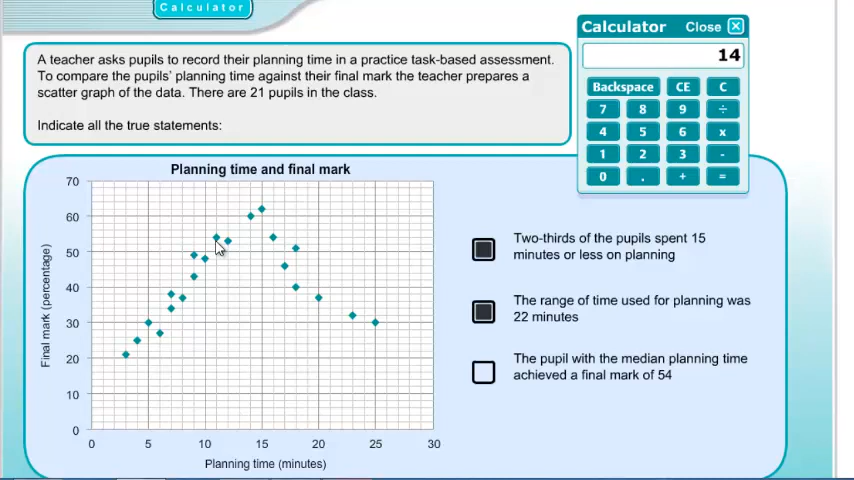 Calculator
Calculator Close
14
Backspace CE C
7 8 9 ÷
4 5 6 x
1 2 3 -
0 . + =
A teacher asks pupils to record their planning time in a practice task-based assessment.
To compare the pupils' planning time against their final mark the teacher prepares a
scatter graph of the data. There are 21 pupils in the class.
Indicate all the true statements:
Planning time and final mark
Final mark (percentage)
70
60
50
40
30
20
10
0
0 5 10 15 20 25 30
Planning time (minutes)
Two-thirds of the pupils spent 15
minutes or less on planning
The range of time used for planning was
22 minutes
The pupil with the median planning time
achieved a final mark of 54